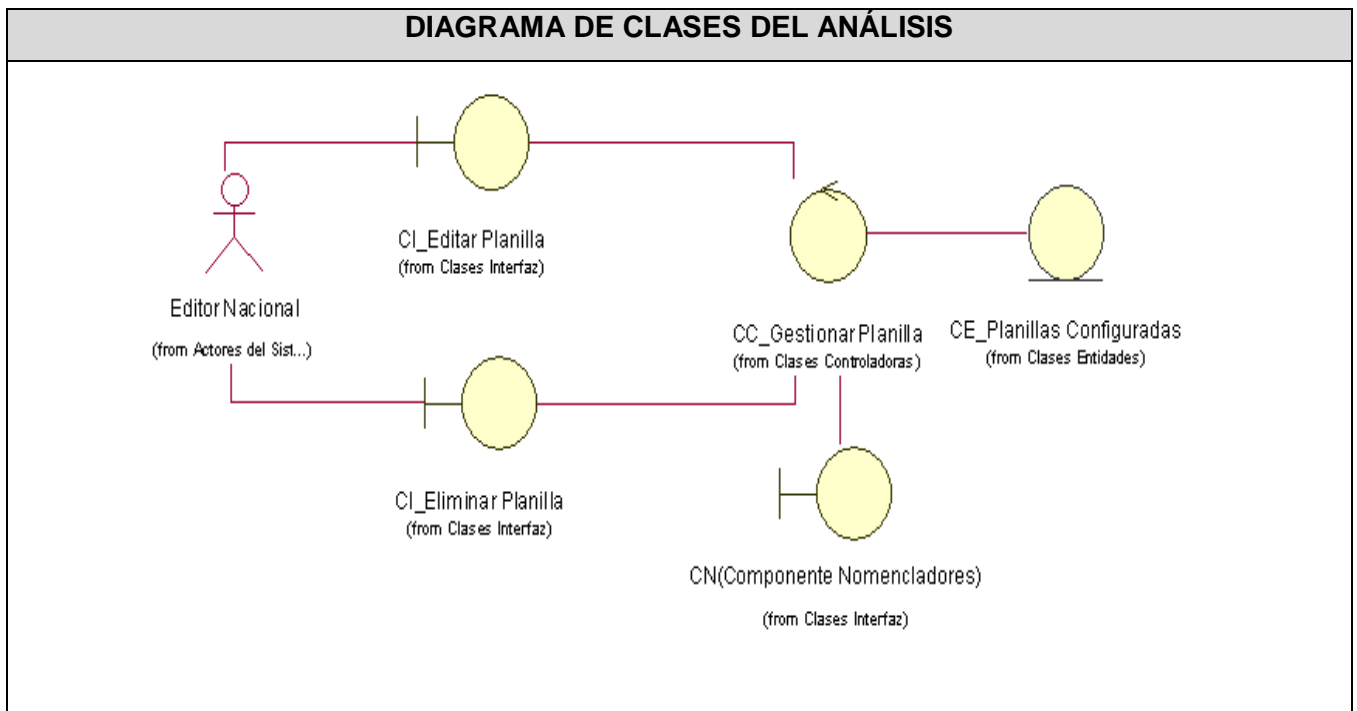 DIAGRAMA DE CLASES DEL ANÁLISIS
CI_Editar Planilla
(from Clases Interfaz)
Editor Nacional
(from Actores del Sist...)
CC_Gestionar Planilla
(from Clases Controladoras)
CE_Planillas Configuradas
(from Clases Entidades)
CI_Eliminar Planilla
(from Clases Interfaz)
CN(Componente Nomencladores)
(from Clases Interfaz)